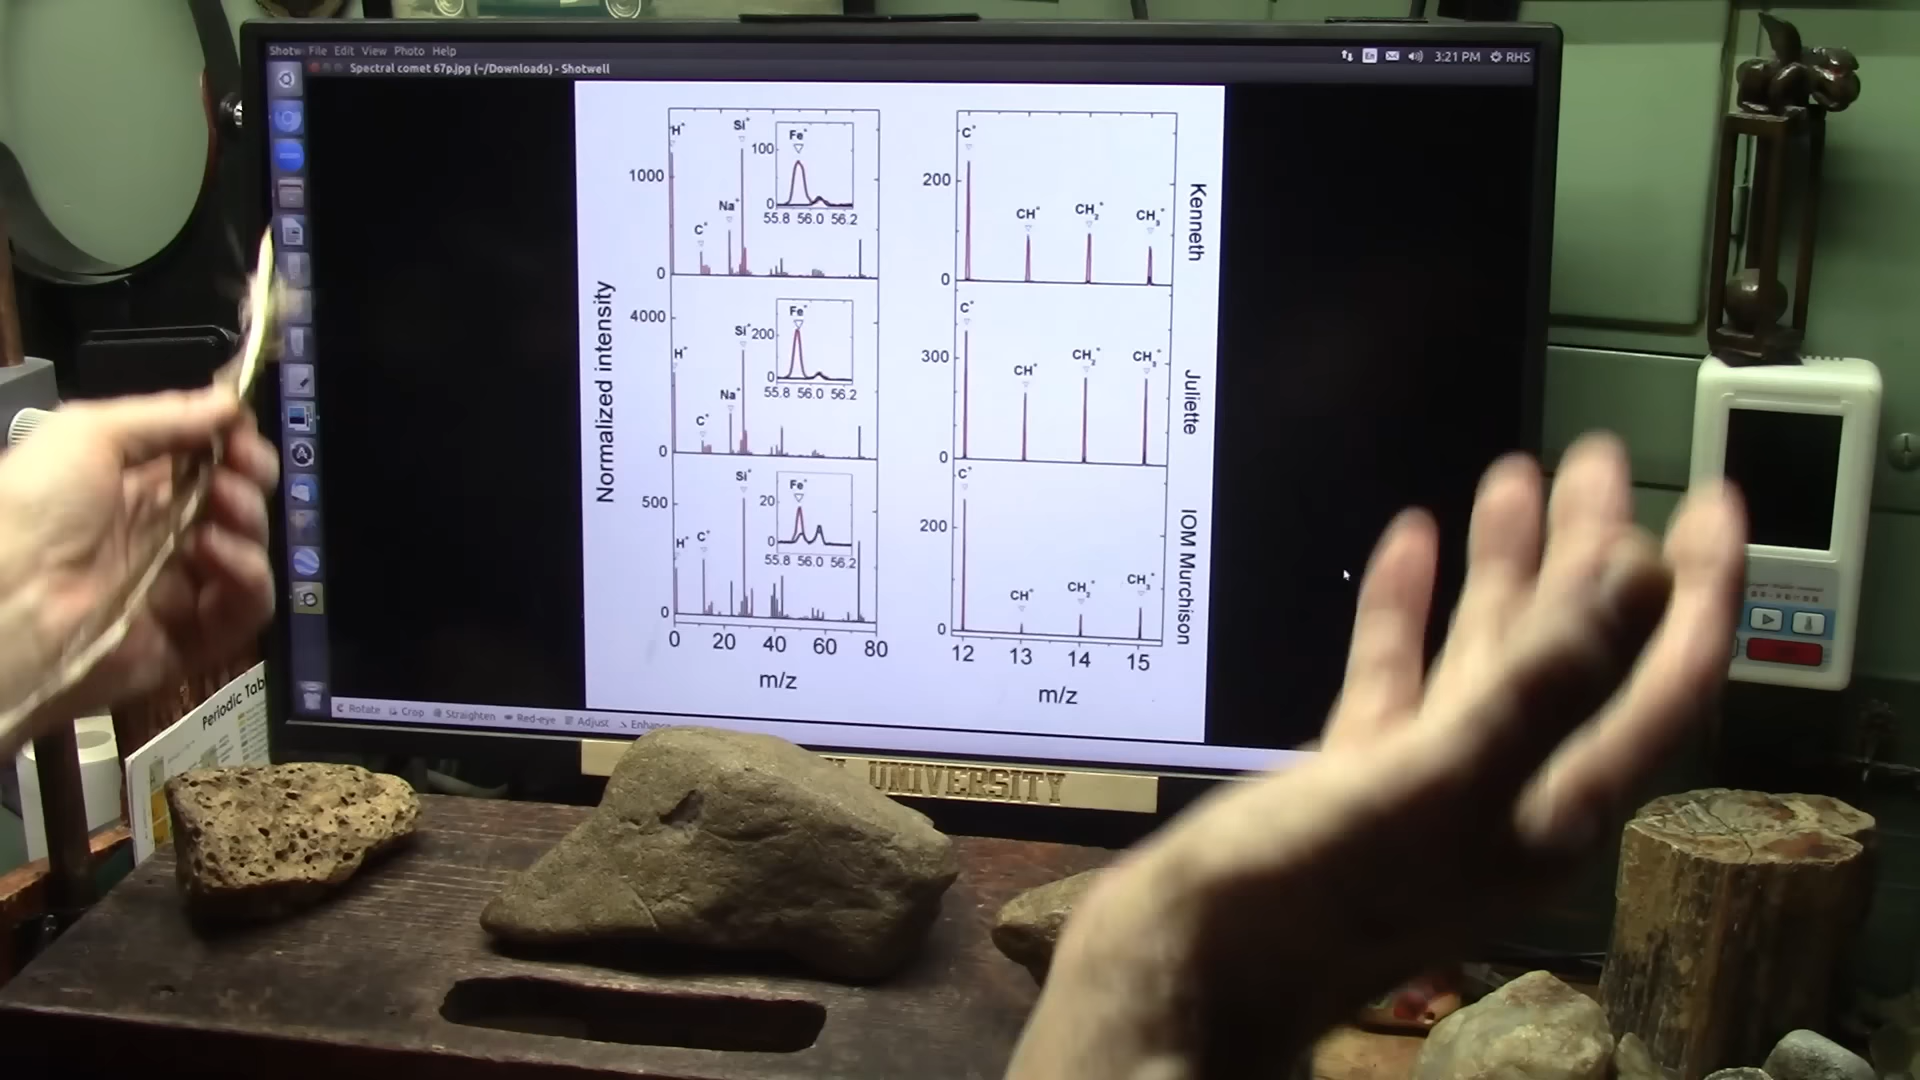 Shotw File Edit View Photo Help
3:21 PM RHS
Spectral comet 67p.jpg (~/Downloads) - Shotwell
Normalized intensity
H+
Si+
Fe+
100
0
55.8 56.0 56.2
1000
Na+
C+
0
4000
H+
Si+
Fe+
200
0
55.8 56.0 56.2
Na+
C+
0
500
H+ C+
Si+
Fe+
20
0
55.8 56.0 56.2
0
0 20 40 60 80
m/z
C+
200
CH+
CH2+
CH3+
0
Kenneth
C+
300
CH+
CH2+
CH3+
0
Juliette
C+
200
CH+
CH2+
CH3+
0
IOM Murchison
12 13 14 15
m/z
Rotate Crop Straighten Red-eye Adjust Enhance
UNIVERSITY
Periodic Tab